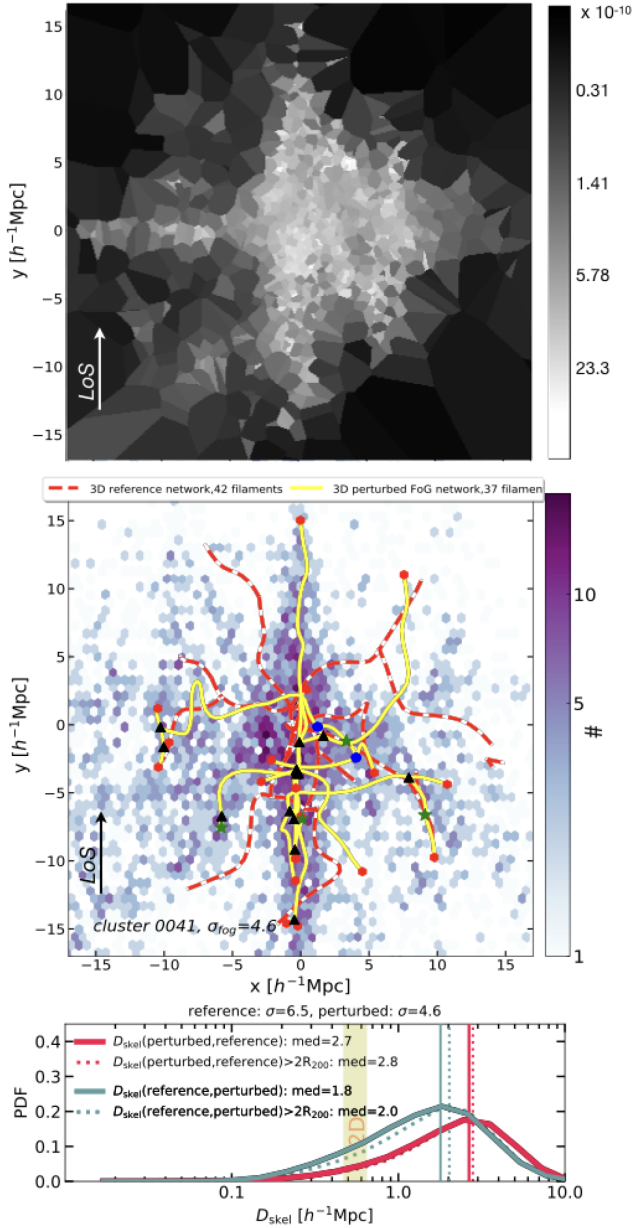 x 10⁻¹⁰
15
10
5
0
−5
−10
−15
y [h⁻¹Mpc]
LoS
0.31
1.41
5.78
23.3
3D reference network,42 filaments
3D perturbed FoG network,37 filamen
15
10
5
0
−5
−10
−15
y [h⁻¹Mpc]
LoS
cluster 0041, σfog=4.6
−15 −10 −5 0 5 10 15
x [h⁻¹Mpc]
10
5
1
#
reference: σ=6.5, perturbed: σ=4.6
0.4
0.2
0.0
PDF
Dskel(perturbed,reference): med=2.7
Dskel(perturbed,reference)>2R200: med=2.8
Dskel(reference,perturbed): med=1.8
Dskel(reference,perturbed)>2R200: med=2.0
2D
0.1 1.0 10.0
Dskel [h⁻¹Mpc]